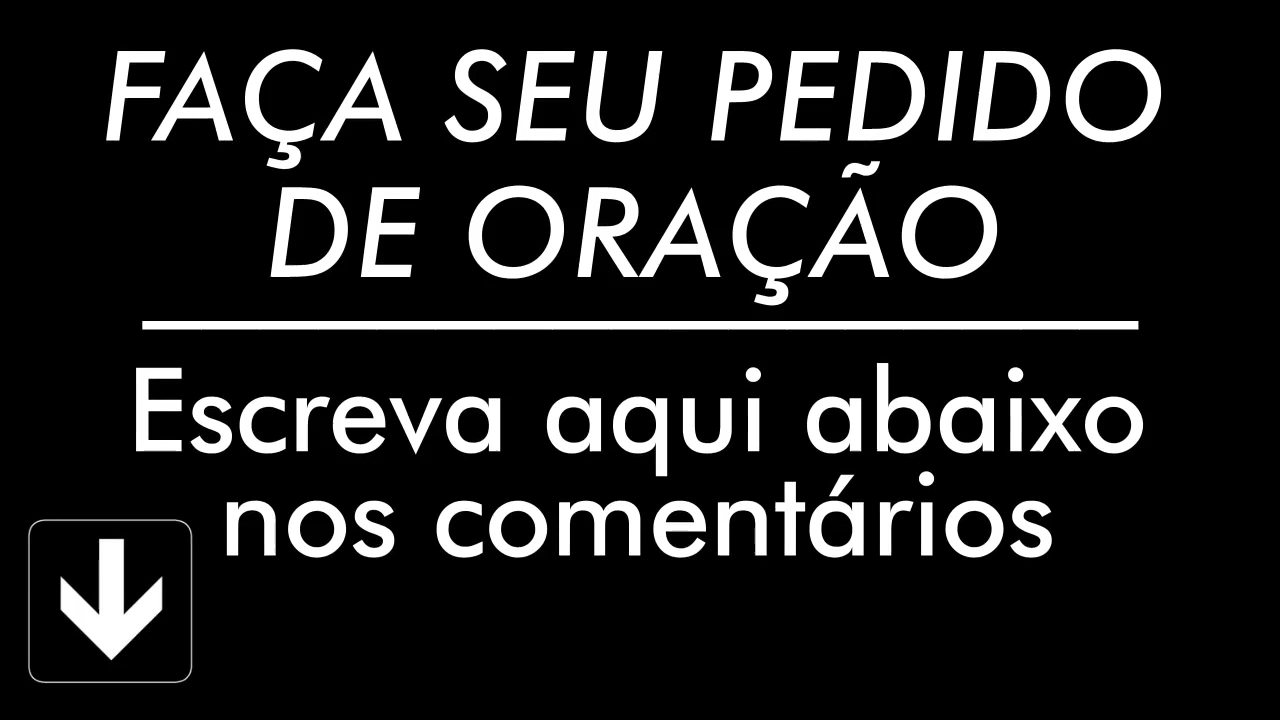 FAÇA SEU PEDIDO
DE ORAÇÃO
Escreva aqui abaixo
nos comentários